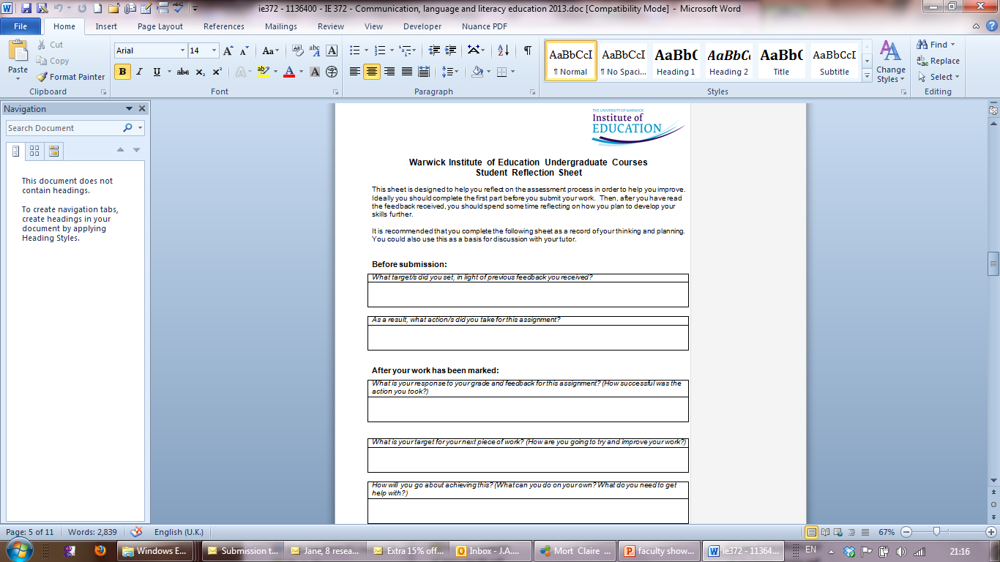 ie372 - 1136400 - IE 372 - Communication, language and literacy education 2013.doc [Compatibility Mode] - Microsoft Word
File Home Insert Page Layout References Mailings Review View Developer Nuance PDF
Paste
Cut
Copy
Format Painter
Clipboard
Arial 14
Font
Paragraph
AaBbCcI AaBbCcI AaBbC AaBbCc AaBbC AaBbCcI
¶ Normal ¶ No Spaci... Heading 1 Heading 2 Title Subtitle
Styles
Change Styles
Find
Replace
Select
Editing
Navigation
Search Document
This document does not
contain headings.
To create navigation tabs,
create headings in your
document by applying
Heading Styles.
THE UNIVERSITY OF WARWICK
Institute of
EDUCATION
Warwick Institute of Education Undergraduate Courses
Student Reflection Sheet
This sheet is designed to help you reflect on the assessment process in order to help you improve.
Ideally you should complete the first part before you submit your work. Then, after you have read
the feedback received, you should spend some time reflecting on how you plan to develop your
skills further.
It is recommended that you complete the following sheet as a record of your thinking and planning.
You could also use this as a basis for discussion with your tutor.
Before submission:
What target/s did you set, in light of previous feedback you received?
As a result, what action/s did you take for this assignment?
After your work has been marked:
What is your response to your grade and feedback for this assignment? (How successful was the
action you took?)
What is your target for your next piece of work? (How are you going to try and improve your work?)
How will you go about achieving this? (What can you do on your own? What do you need to get
help with?)
Page: 5 of 11 Words: 2,839 English (U.K.) 67%
Windows E... Submission t... Jane, 8 resea... Extra 15% off... Inbox - J.A.... Mort Claire ... faculty show... ie372 - 11364... EN 21:16